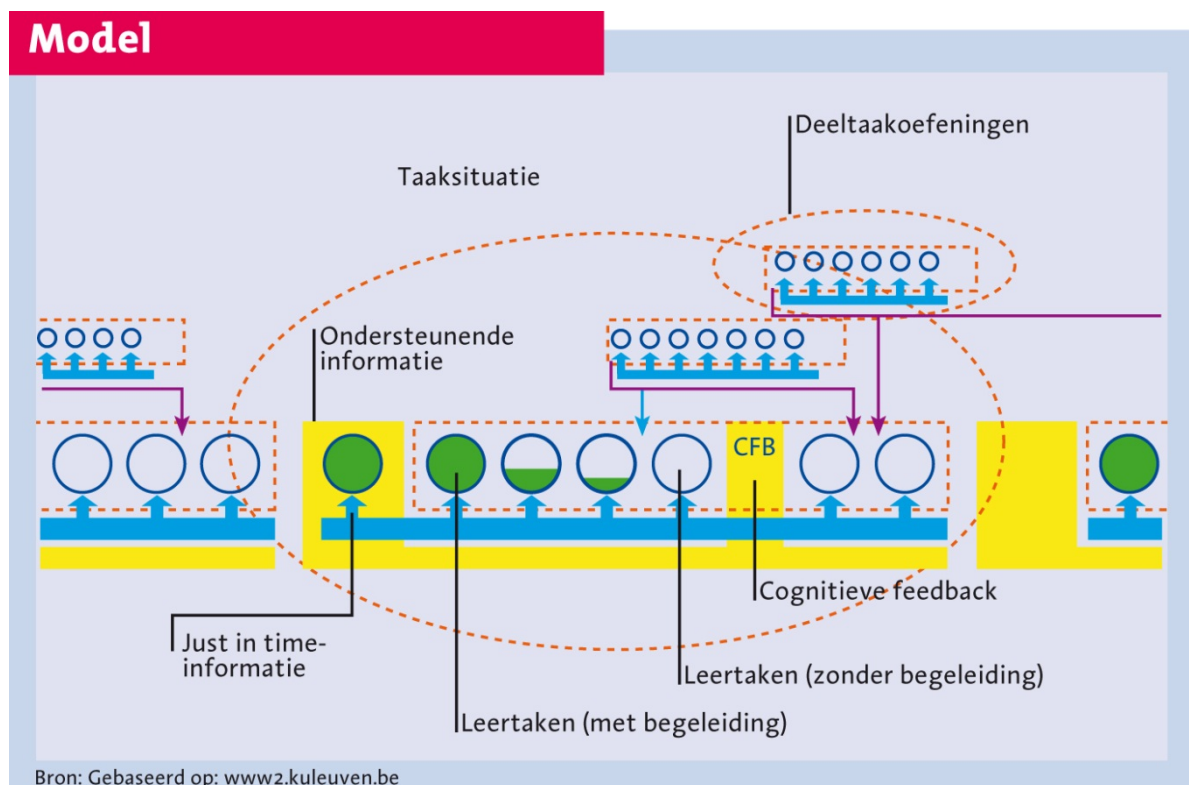 Model
Deeltaakoefeningen
Taaksituatie
Ondersteunende
informatie
CFB
Cognitieve feedback
Just in time-
informatie
Leertaken (zonder begeleiding)
Leertaken (met begeleiding)
Bron: Gebaseerd op: www2.kuleuven.be